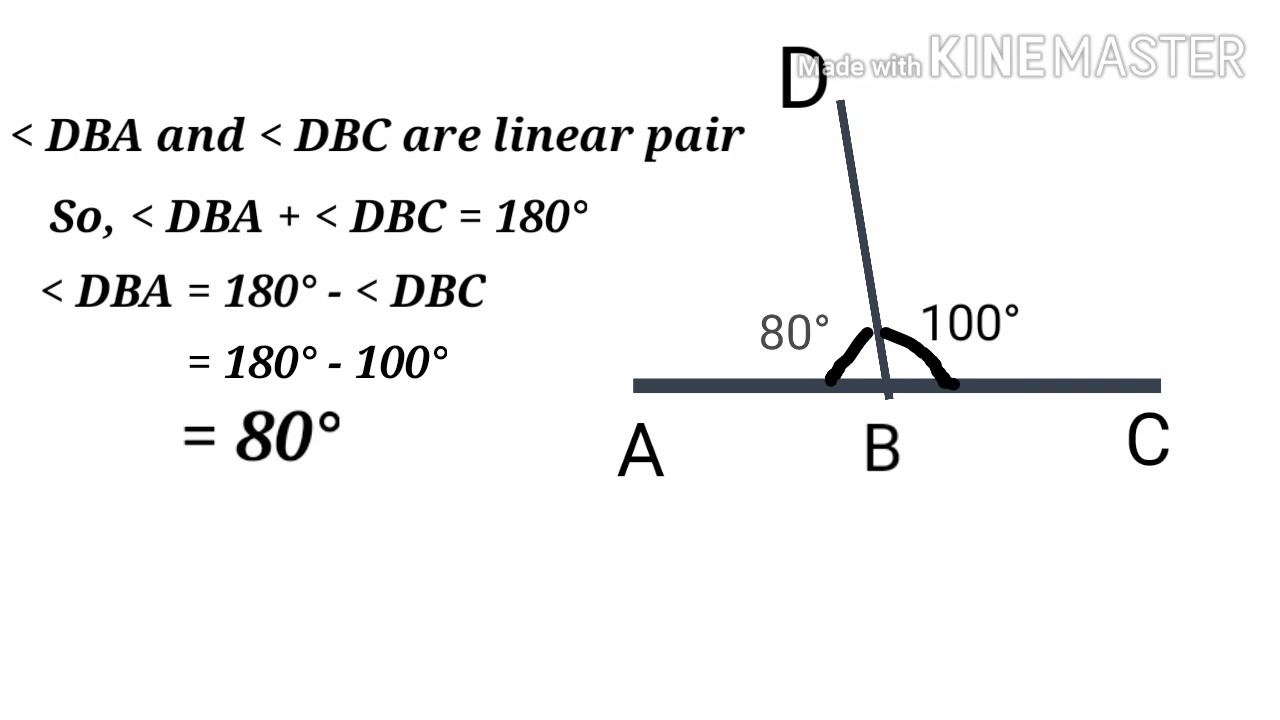 Made with KINEMASTER
D
< DBA and < DBC are linear pair
So, < DBA + < DBC = 180°
< DBA = 180° - < DBC
= 180° - 100°
= 80°
80°
100°
A
B
C